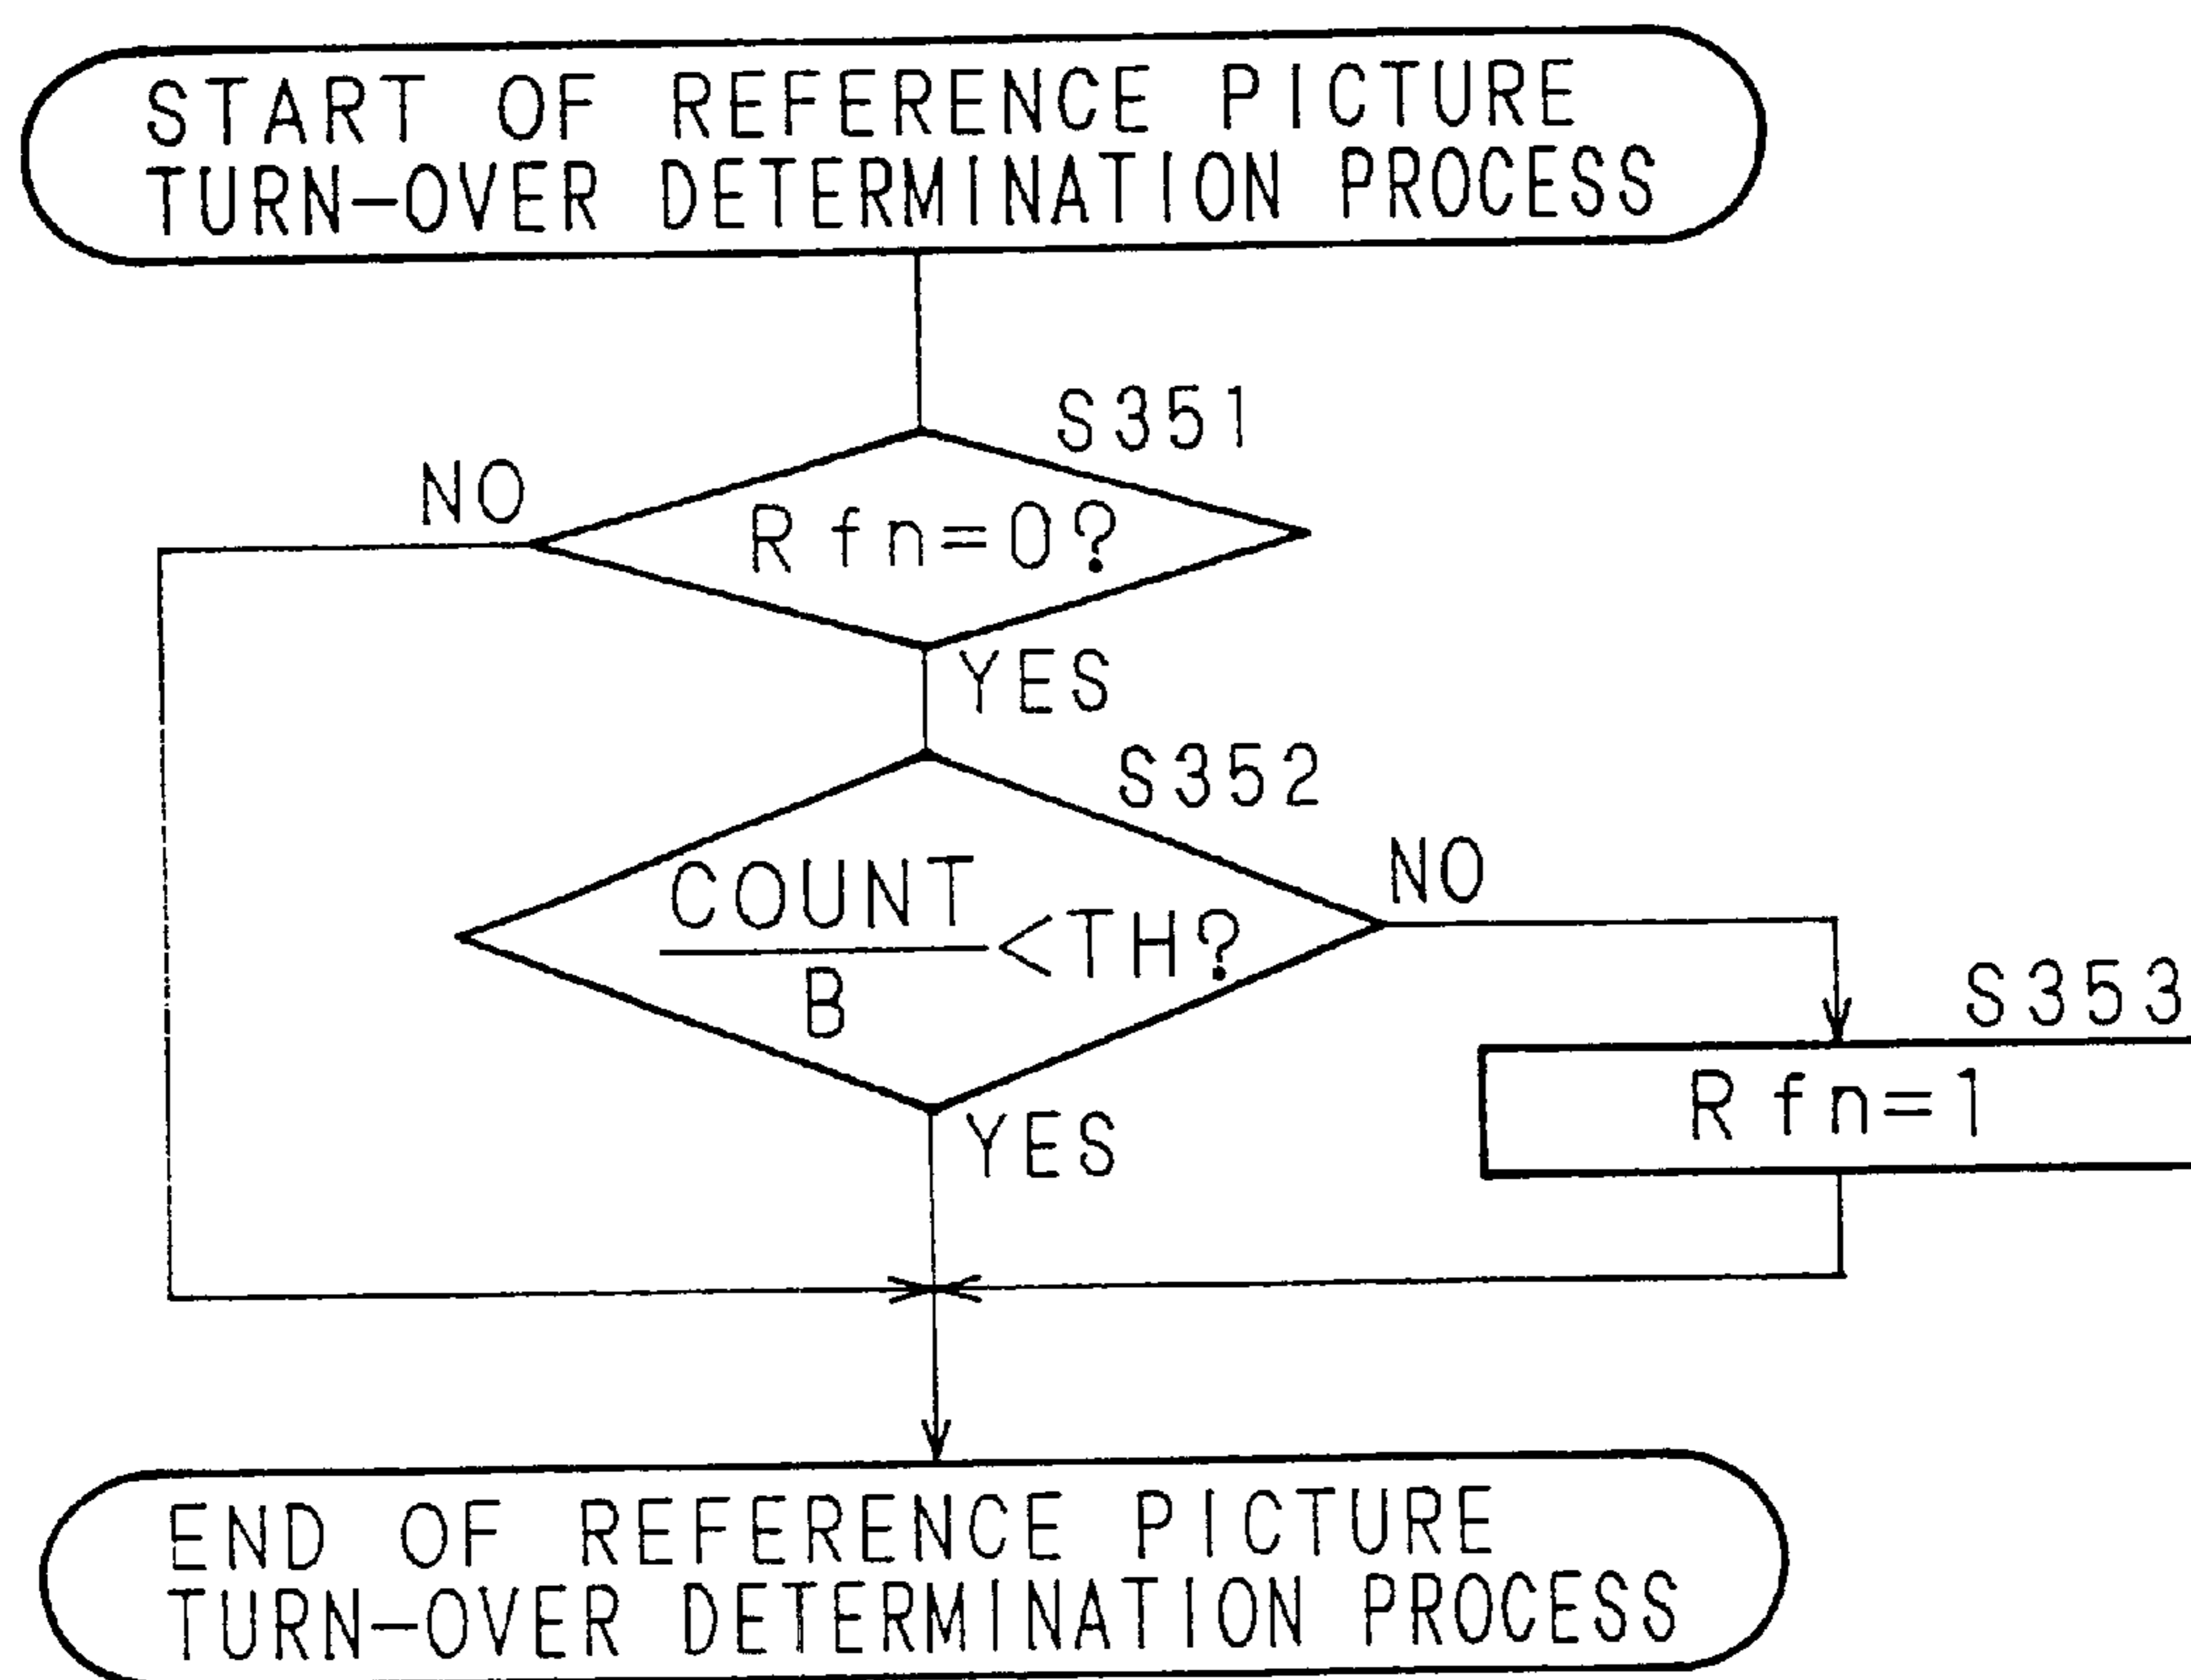 START OF REFERENCE PICTURE
TURN-OVER DETERMINATION PROCESS
S351
NO
Rfn=0?
YES
S352
COUNT
NO
<TH?
B
S353
Rfn=1
YES
END OF REFERENCE PICTURE
TURN-OVER DETERMINATION PROCESS